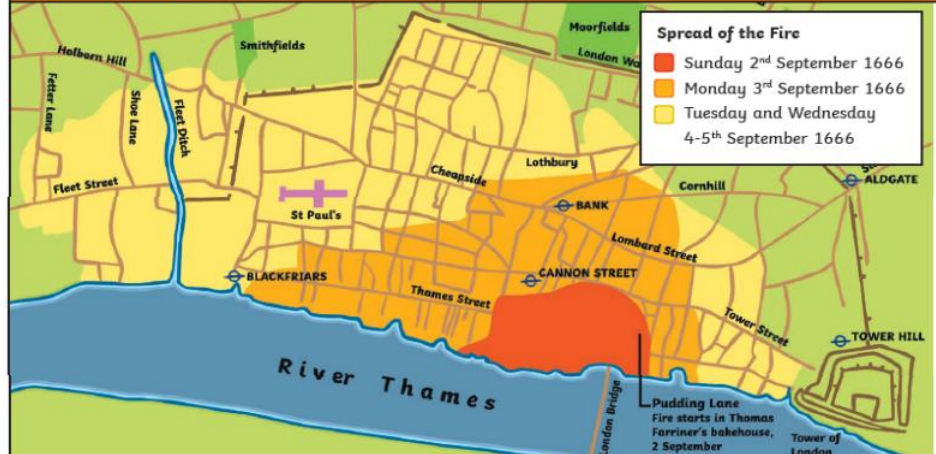 Spread of the Fire
Sunday 2nd September 1666
Monday 3rd September 1666
Tuesday and Wednesday
4-5th September 1666
Moorfields
Smithfields
London Wa
Holborn Hill
Fetter Lane
Shoe Lane
Fleet Ditch
Lothbury
Cheapside
Cornhill
ALDGATE
Fleet Street
St Paul's
BANK
Lombard Street
BLACKFRIARS
CANNON STREET
Thames Street
Tower Street
TOWER HILL
River Thames
London Bridge
Pudding Lane
Fire starts in Thomas
Farriner's bakehouse,
2 September
Tower of
London